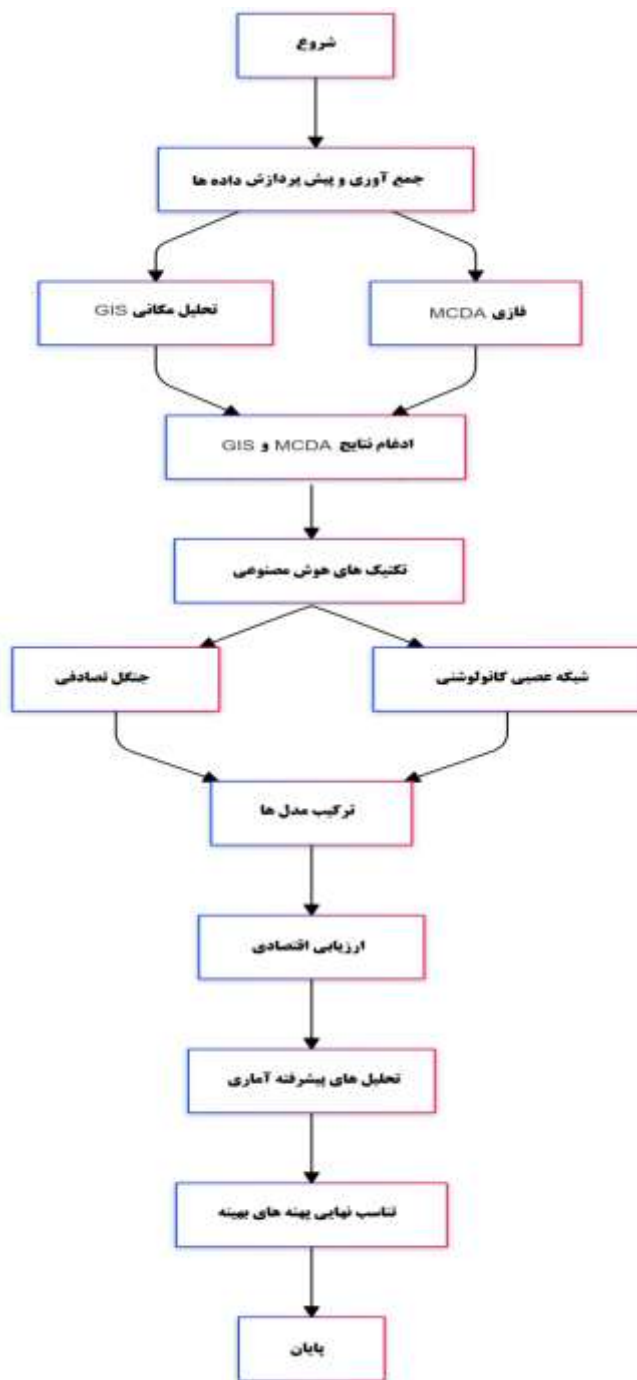 شروع
جمع آوری و پیش پردازش داده ها
فازی MCDA
تحلیل مکانی GIS
ادغام نتایج MCDA و GIS
تکنیک های هوش مصنوعی
شبکه عصبی کانولوشنی
جنگل تصادفی
ترکیب مدل ها
ارزیابی اقتصادی
تحلیل های پیشرفته آماری
تناسب نهایی پهنه های بهینه
پایان